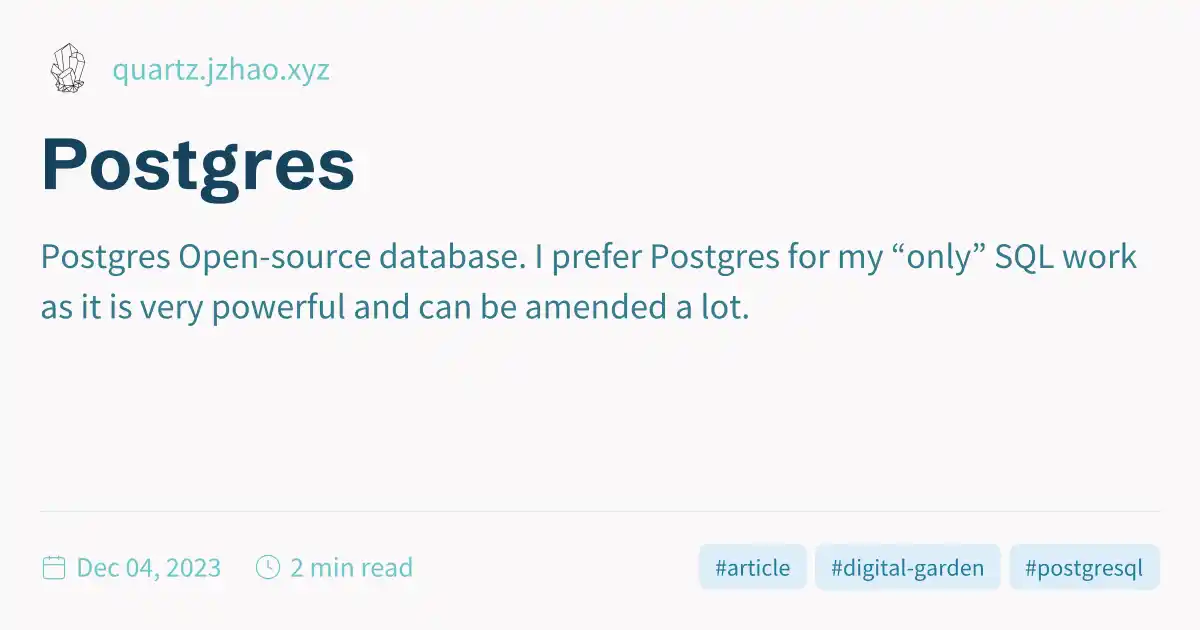 quartz.jzhao.xyz
Postgres
Postgres Open-source database. I prefer Postgres for my “only” SQL work
as it is very powerful and can be amended a lot.
Dec 04, 2023 2 min read #article #digital-garden #postgresql